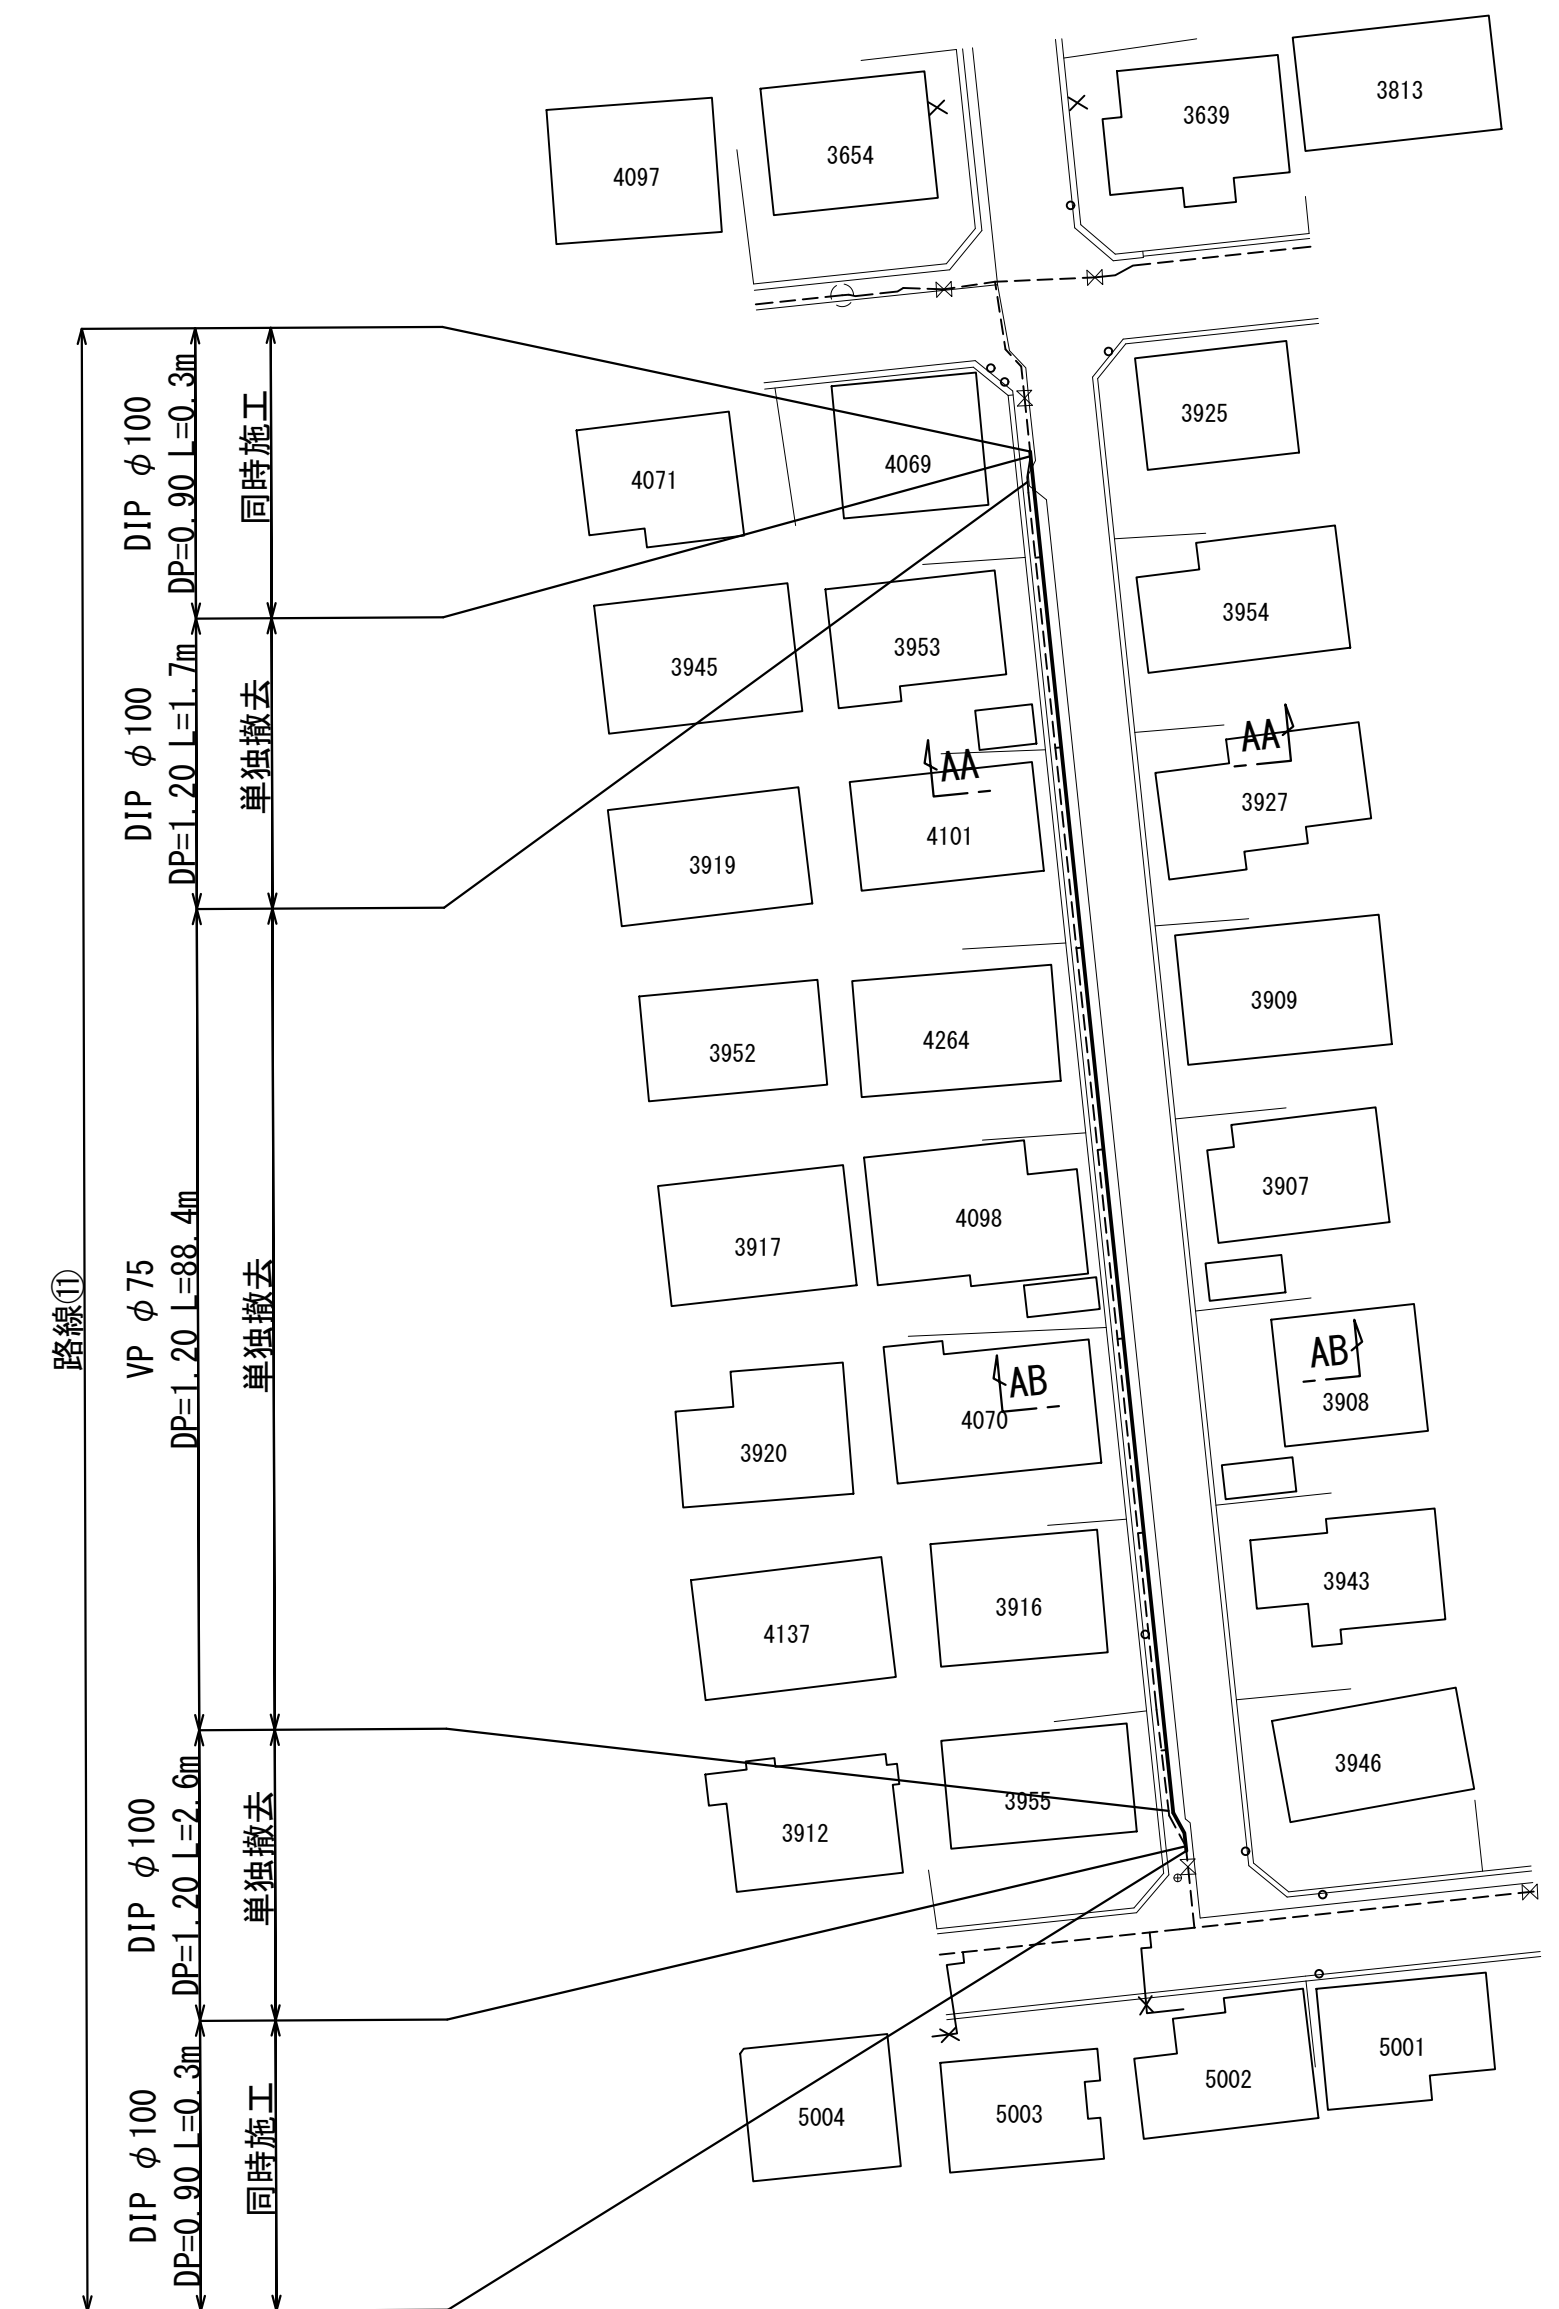 路線⑪
DIP φ100
DP=0.90 L=0.3m
同時施工
DIP φ100
DP=1.20 L=1.7m
単独撤去
VP φ75
DP=1.20 L=88.4m
単独撤去
DIP φ100
DP=1.20 L=2.6m
単独撤去
DIP φ100
DP=0.90 L=0.3m
同時施工
3813
3639
3654
4097
3925
4069
4071
3954
3953
3945
AA
AA
3927
4101
3919
3909
4264
3952
3907
4098
3917
AB
AB
3908
4070
3920
3943
3916
4137
3946
3955
3912
5001
5002
5003
5004